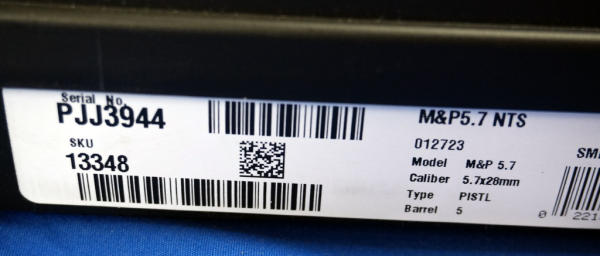 Serial No.
PJJ3944
SKU
13348
M&P5.7 NTS
012723
Model M&P 5.7
Caliber 5.7x28mm
Type PISTL
Barrel 5